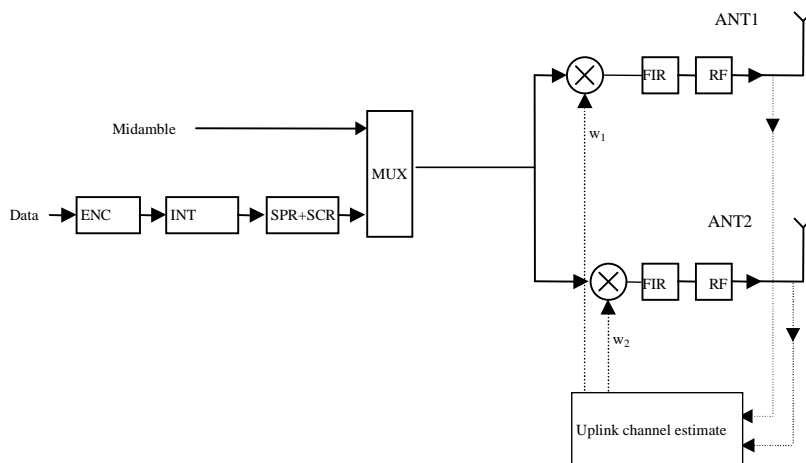 ANT1
FIR
RF
Midamble
w1
MUX
Data
ENC
INT
SPR+SCR
ANT2
FIR
RF
w2
Uplink channel estimate